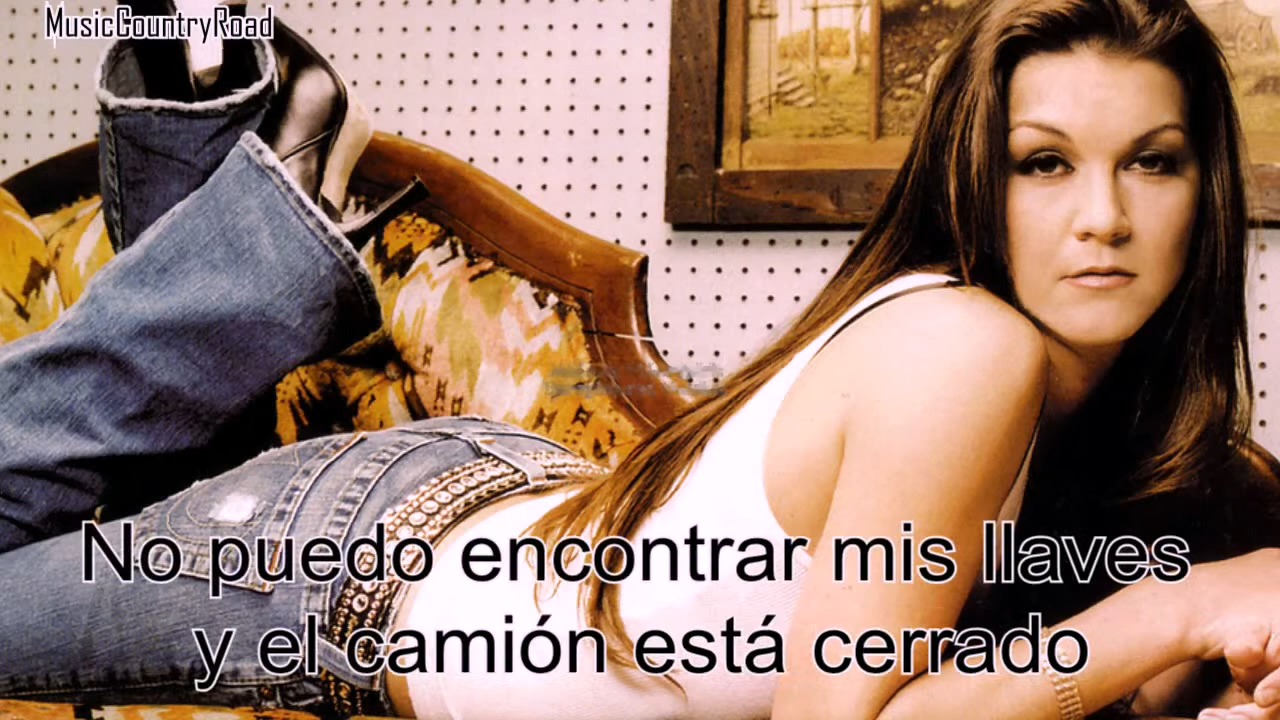 MusicCountryRoad
No puedo encontrar mis llaves
y el camión está cerrado